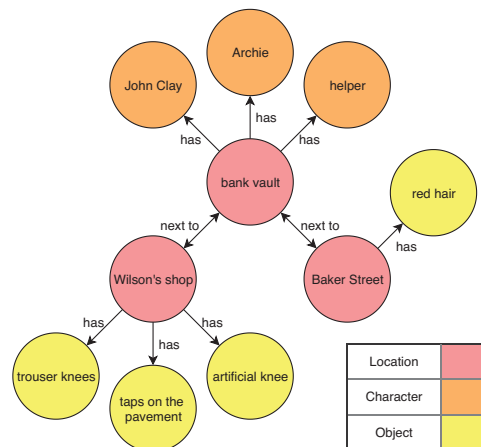 Archie
John Clay
helper
has
has
has
bank vault
red hair
next to
next to
has
Wilson's shop
Baker Street
has
has
has
trouser knees
taps on the
pavement
artificial knee
Location
Character
Object